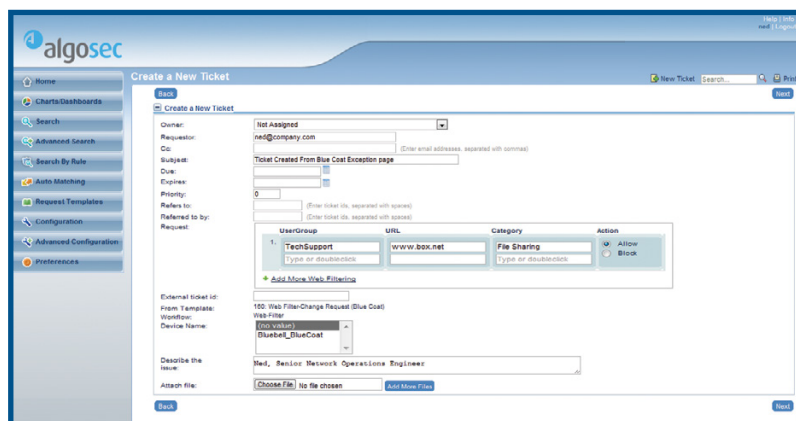 Help | Info
ned | Logout
algosec
Home
Charts/Dashboards
Search
Advanced Search
Search By Rule
Auto Matching
Request Templates
Configuration
Advanced Configuration
Preferences
Create a New Ticket
New Ticket Search... Print
Back Next
Create a New Ticket
Owner: Not Assigned
Requestor: ned@company.com
Cc: (Enter email addresses, separated with commas)
Subject: Ticket Created From Blue Coat Exception page
Due:
Expires:
Priority: 0
Refers to: (Enter ticket ids, separated with spaces)
Referred to by: (Enter ticket ids, separated with spaces)
Request:
UserGroup URL Category Action
1. TechSupport www.box.net File Sharing Allow
Type or doubleclick Type or doubleclick Block
+ Add More Web Filtering
External ticket id:
From Template: 160: Web Filter-Change Request (Blue Coat)
Workflow: Web-Filter
Device Name: (no value)
Bluebell_BlueCoat
Describe the issue: Ned, Senior Network Operations Engineer
Attach file: Choose File No file chosen Add More Files
Back Next